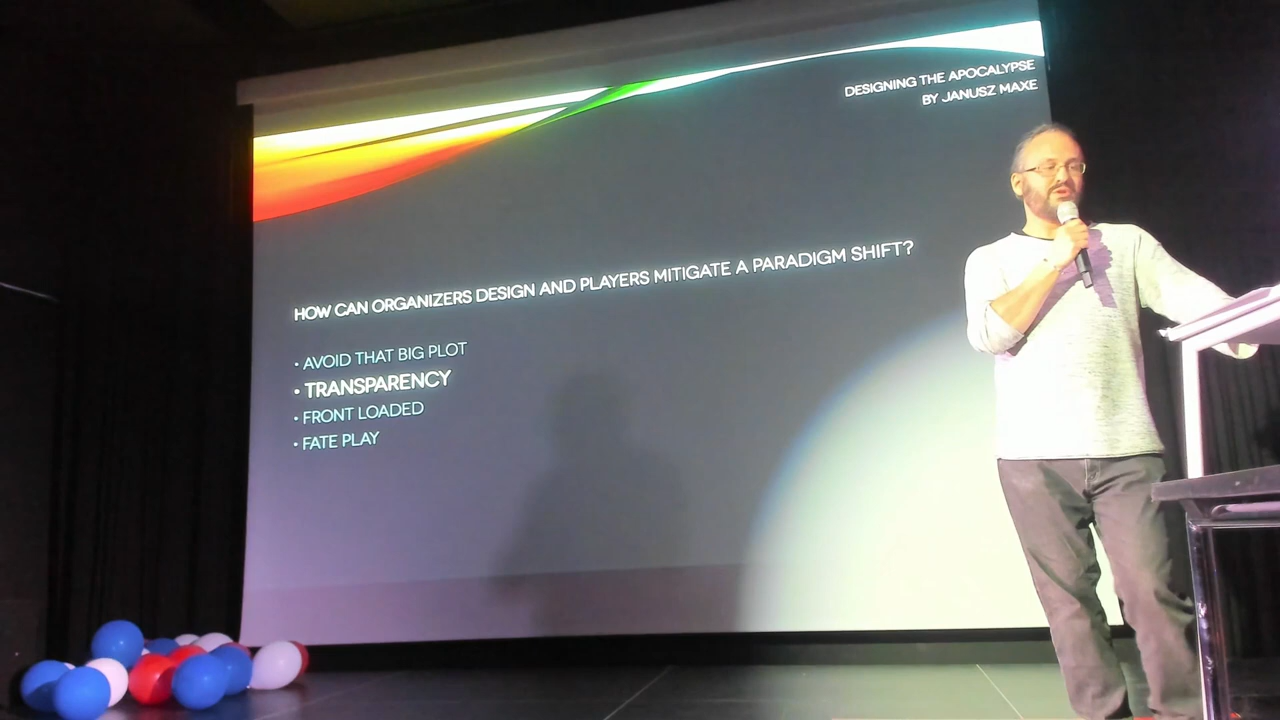 DESIGNING THE APOCALYPSE
BY JANUSZ MAXE
HOW CAN ORGANIZERS DESIGN AND PLAYERS MITIGATE A PARADIGM SHIFT?
• AVOID THAT BIG PLOT
• TRANSPARENCY
• FRONT LOADED
• FATE PLAY